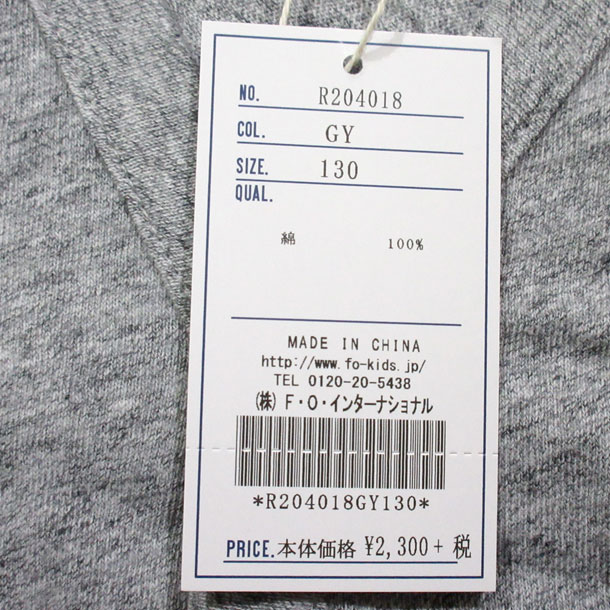 NO. R204018
COL. GY
SIZE. 130
QUAL.
綿 100%
MADE IN CHINA
http://www.fo-kids.jp/
TEL 0120-20-5438
(株) F・O・インターナショナル
*R204018GY130*
PRICE. 本体価格 ¥2,300+ 税